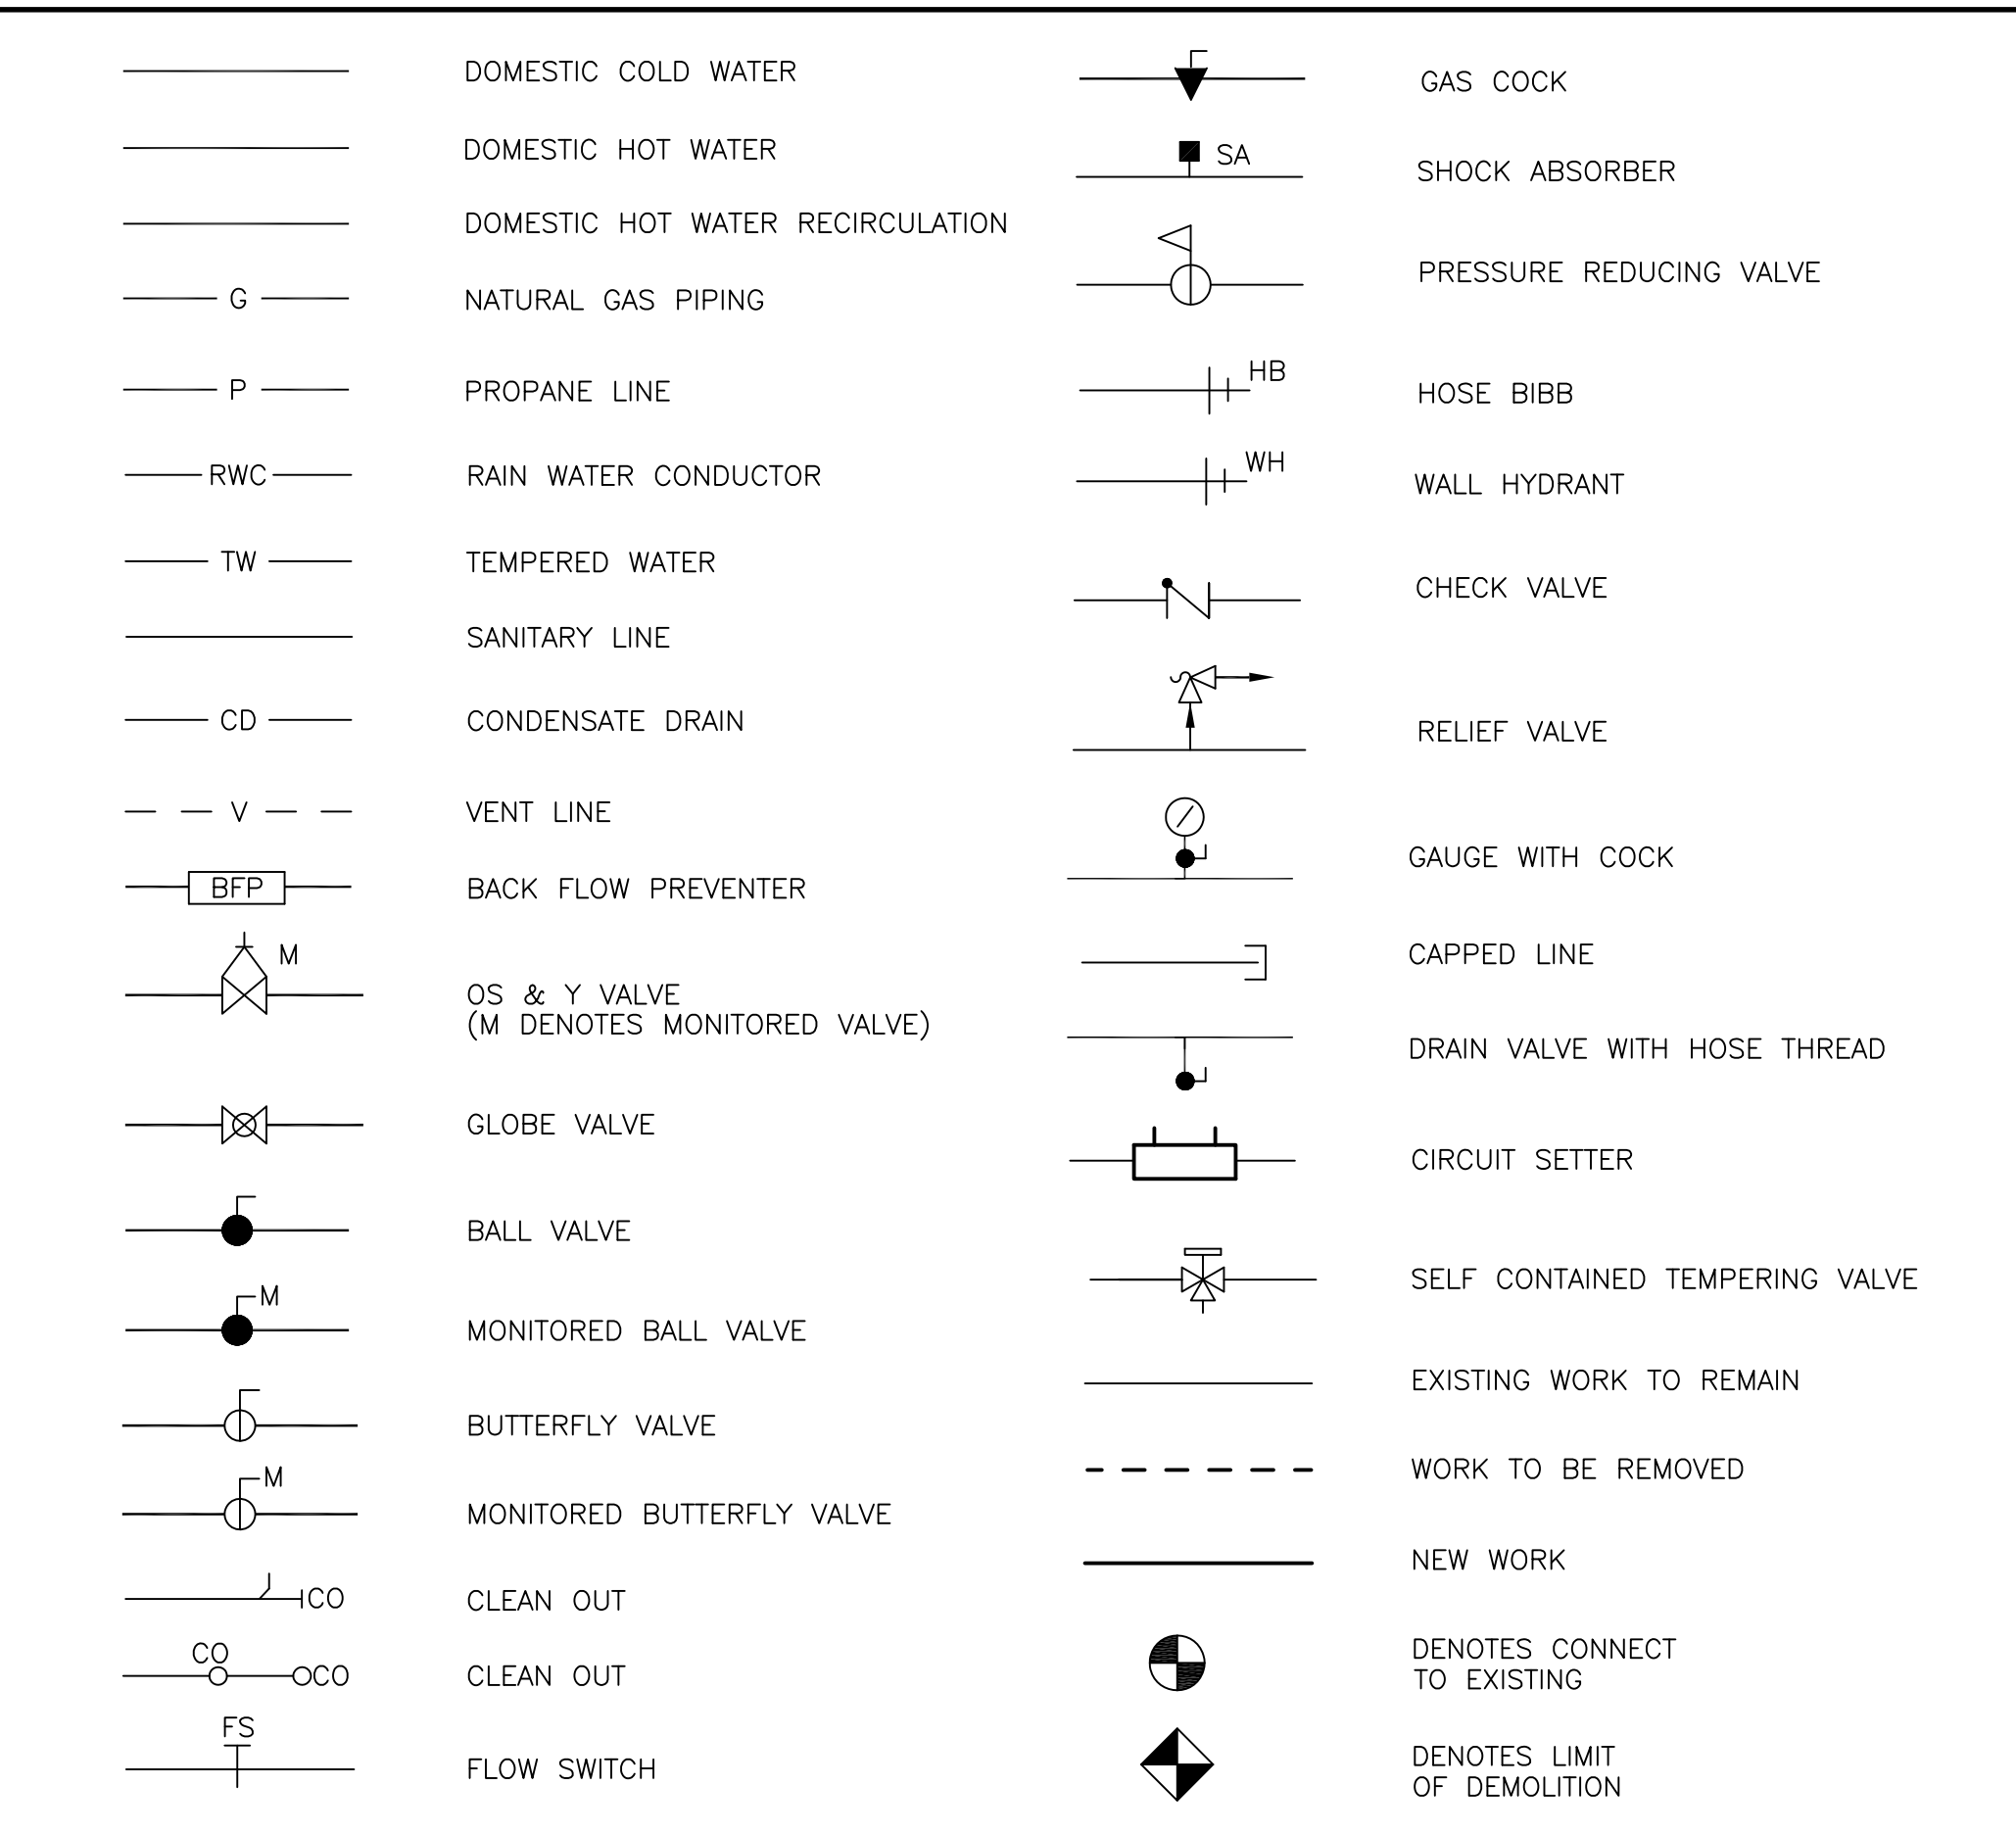 DOMESTIC COLD WATER
DOMESTIC HOT WATER
DOMESTIC HOT WATER RECIRCULATION
G NATURAL GAS PIPING
P PROPANE LINE
RWC RAIN WATER CONDUCTOR
TW TEMPERED WATER
SANITARY LINE
CD CONDENSATE DRAIN
V VENT LINE
BFP BACK FLOW PREVENTER
M
OS & Y VALVE
(M DENOTES MONITORED VALVE)
GLOBE VALVE
BALL VALVE
M
MONITORED BALL VALVE
BUTTERFLY VALVE
M
MONITORED BUTTERFLY VALVE
CO CLEAN OUT
CO
CO CLEAN OUT
FS
FLOW SWITCH
GAS COCK
SA SHOCK ABSORBER
PRESSURE REDUCING VALVE
HB
HOSE BIBB
WH
WALL HYDRANT
CHECK VALVE
RELIEF VALVE
GAUGE WITH COCK
CAPPED LINE
DRAIN VALVE WITH HOSE THREAD
CIRCUIT SETTER
SELF CONTAINED TEMPERING VALVE
EXISTING WORK TO REMAIN
WORK TO BE REMOVED
NEW WORK
DENOTES CONNECT
TO EXISTING
DENOTES LIMIT
OF DEMOLITION